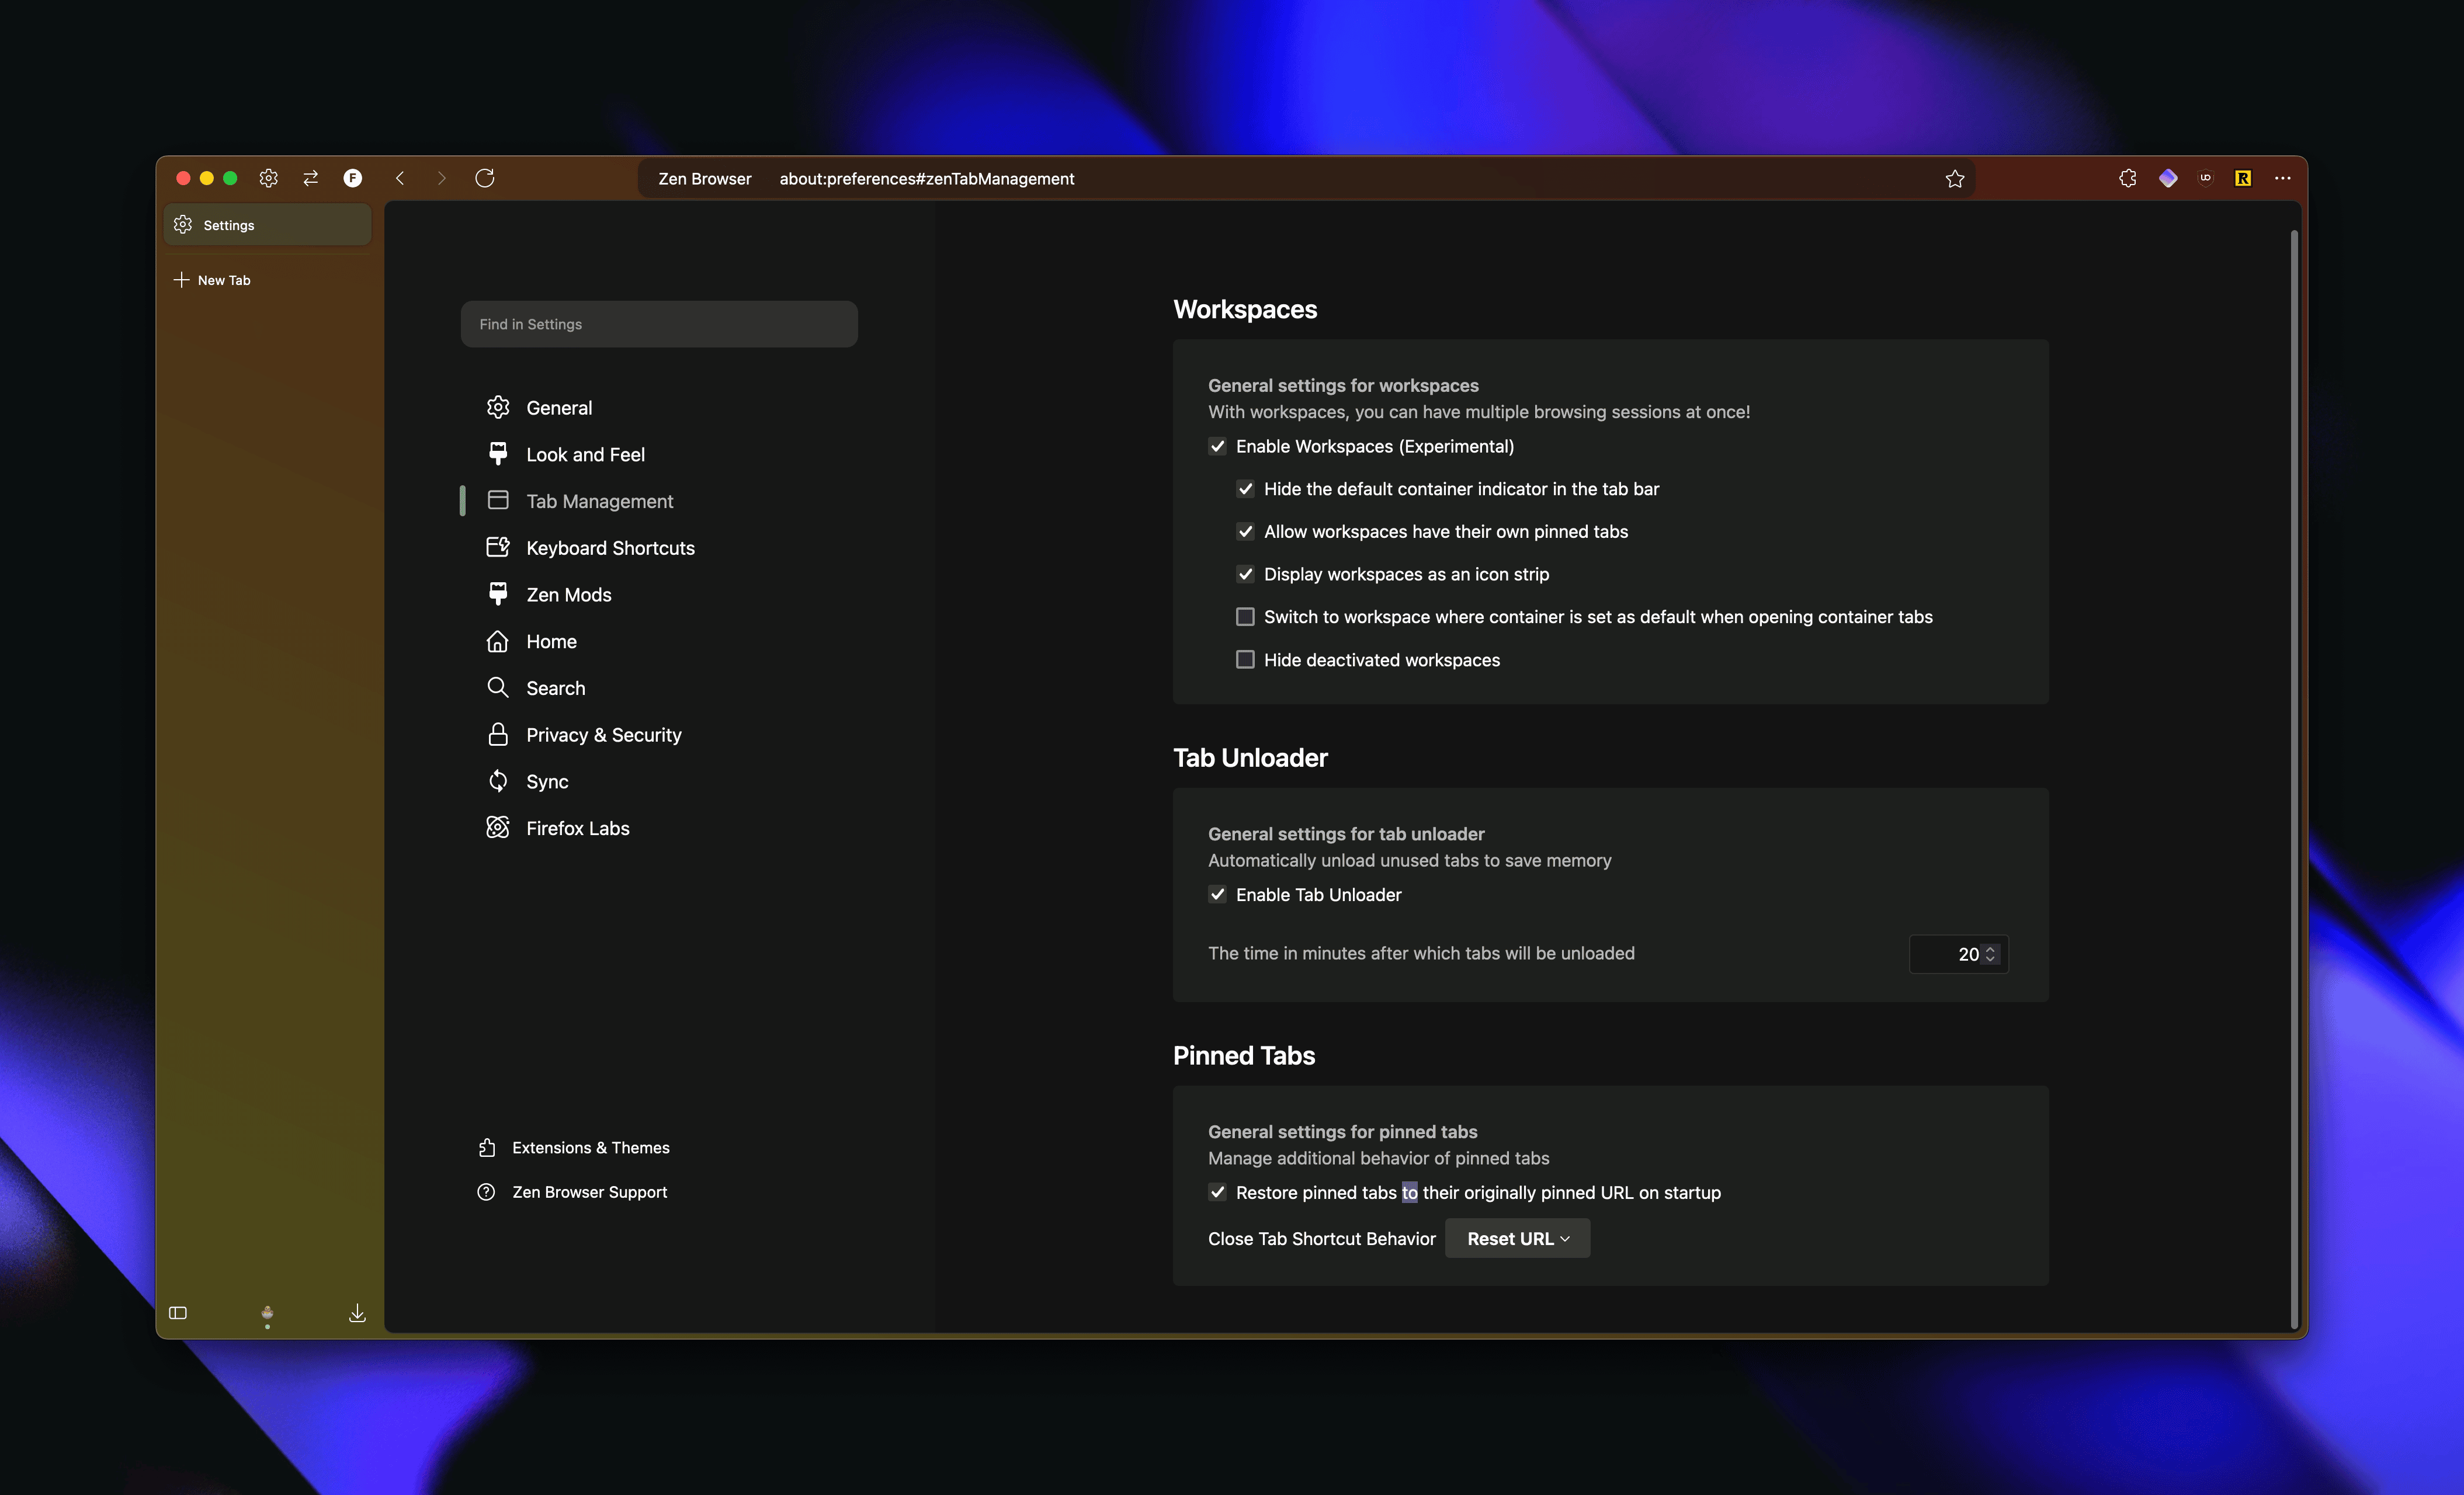 F
Zen Browser about:preferences#zenTabManagement
UD
R
Settings
New Tab
Find in Settings
General
Look and Feel
Tab Management
Keyboard Shortcuts
Zen Mods
Home
Search
Privacy & Security
Sync
Firefox Labs
Extensions & Themes
Zen Browser Support
Workspaces
General settings for workspaces
With workspaces, you can have multiple browsing sessions at once!
Enable Workspaces (Experimental)
Hide the default container indicator in the tab bar
Allow workspaces have their own pinned tabs
Display workspaces as an icon strip
Switch to workspace where container is set as default when opening container tabs
Hide deactivated workspaces
Tab Unloader
General settings for tab unloader
Automatically unload unused tabs to save memory
Enable Tab Unloader
The time in minutes after which tabs will be unloaded 20
Pinned Tabs
General settings for pinned tabs
Manage additional behavior of pinned tabs
Restore pinned tabs to their originally pinned URL on startup
Close Tab Shortcut Behavior Reset URL